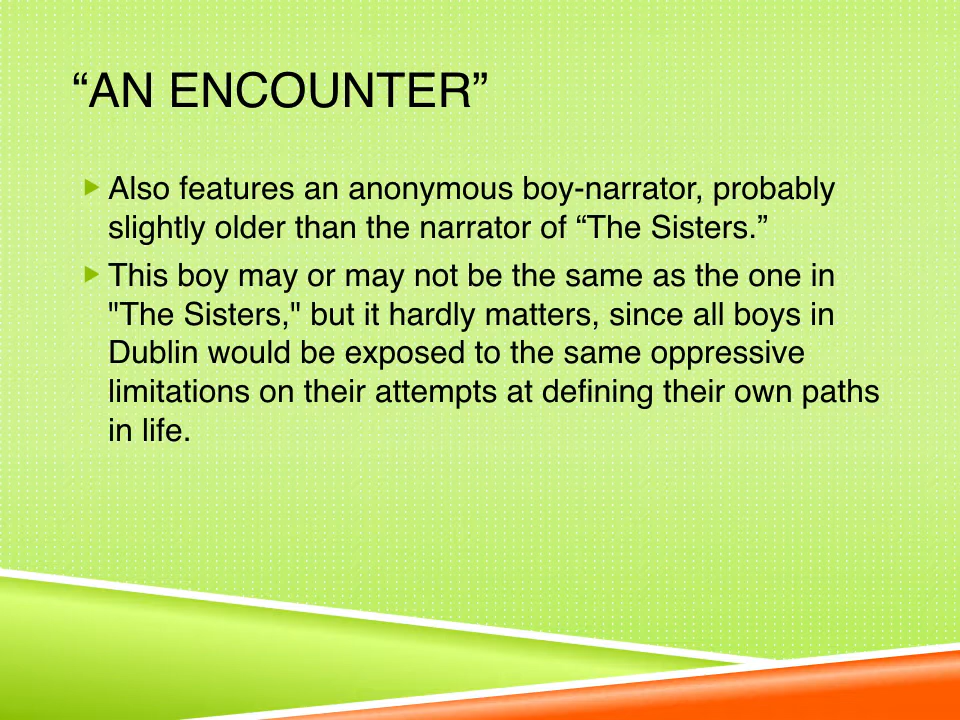 “AN ENCOUNTER”
Also features an anonymous boy-narrator, probably
slightly older than the narrator of “The Sisters.”
This boy may or may not be the same as the one in
"The Sisters," but it hardly matters, since all boys in
Dublin would be exposed to the same oppressive
limitations on their attempts at defining their own paths
in life.